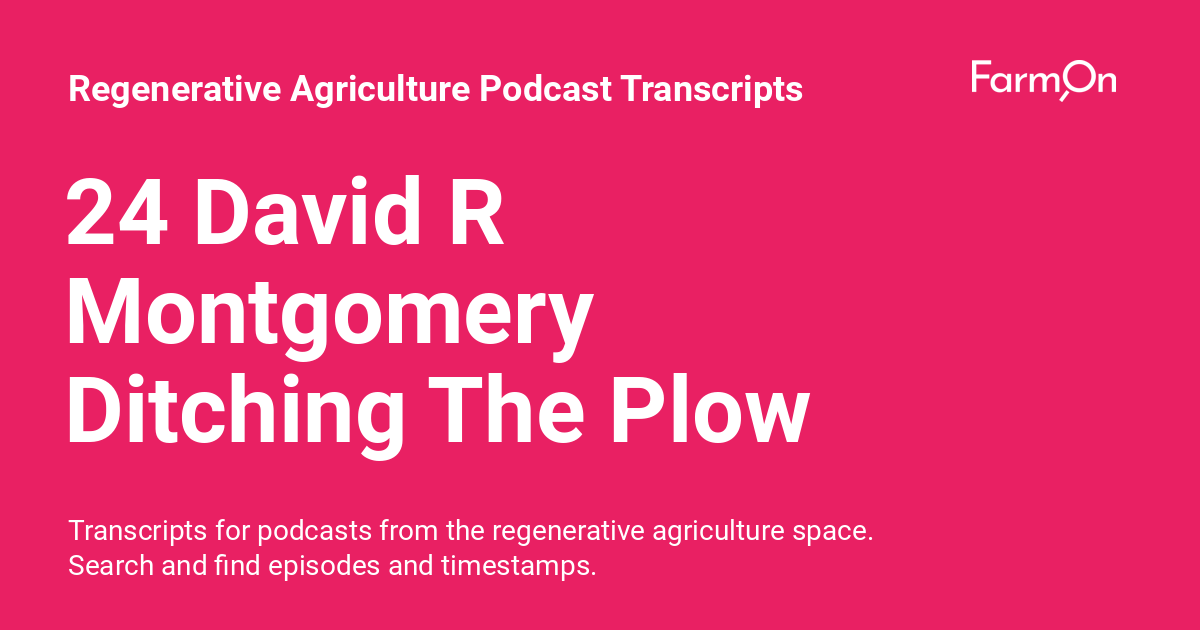 Regenerative Agriculture Podcast Transcripts
FarmOn
24 David R
Montgomery
Ditching The Plow
Transcripts for podcasts from the regenerative agriculture space.
Search and find episodes and timestamps.